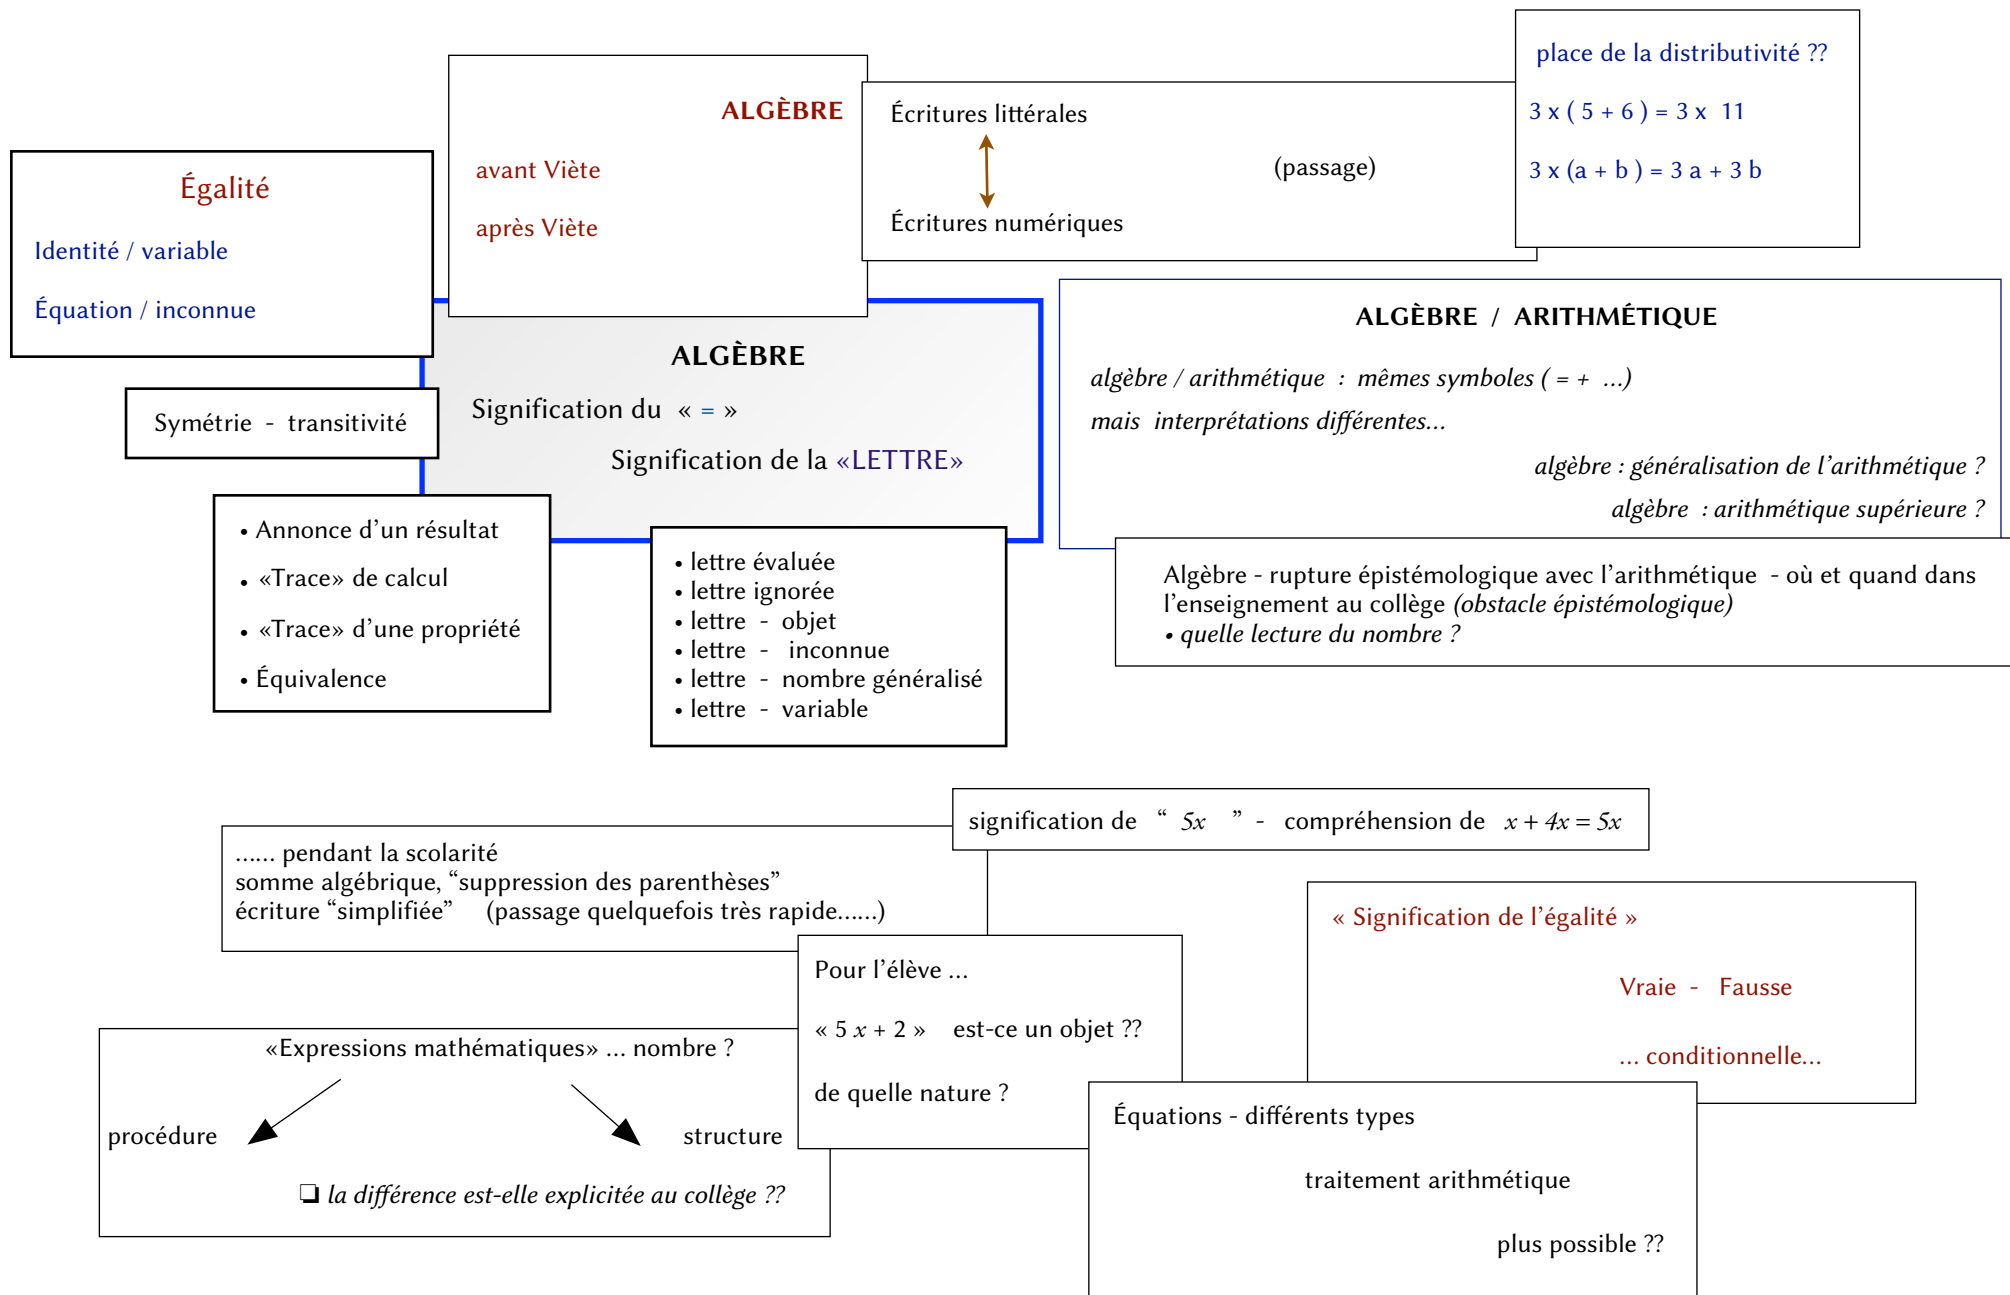 place de la distributivité ??
3 x ( 5 + 6 ) = 3 x 11
3 x (a + b ) = 3 a + 3 b
ALGÈBRE
avant Viète
après Viète
Écritures littérales
(passage)
Écritures numériques
Égalité
Identité / variable
Équation / inconnue
ALGÈBRE
Signification du « = »
Signification de la «LETTRE»
Symétrie - transitivité
• Annonce d’un résultat
• «Trace» de calcul
• «Trace» d’une propriété
• Équivalence
• lettre évaluée
• lettre ignorée
• lettre - objet
• lettre - inconnue
• lettre - nombre généralisé
• lettre - variable
ALGÈBRE / ARITHMÉTIQUE
algèbre / arithmétique : mêmes symboles ( = + ...)
mais interprétations différentes...
algèbre : généralisation de l’arithmétique ?
algèbre : arithmétique supérieure ?
Algèbre - rupture épistémologique avec l’arithmétique - où et quand dans
l’enseignement au collège (obstacle épistémologique)
• quelle lecture du nombre ?
signification de “ 5x ” - compréhension de x + 4x = 5x
...... pendant la scolarité
somme algébrique, “suppression des parenthèses”
écriture “simplifiée” (passage quelquefois très rapide......)
« Signification de l’égalité »
Vraie - Fausse
... conditionnelle...
Pour l’élève ...
« 5 x + 2 » est-ce un objet ??
de quelle nature ?
«Expressions mathématiques» ... nombre ?
procédure
structure
❏ la différence est-elle explicitée au collège ??
Équations - différents types
traitement arithmétique
plus possible ??